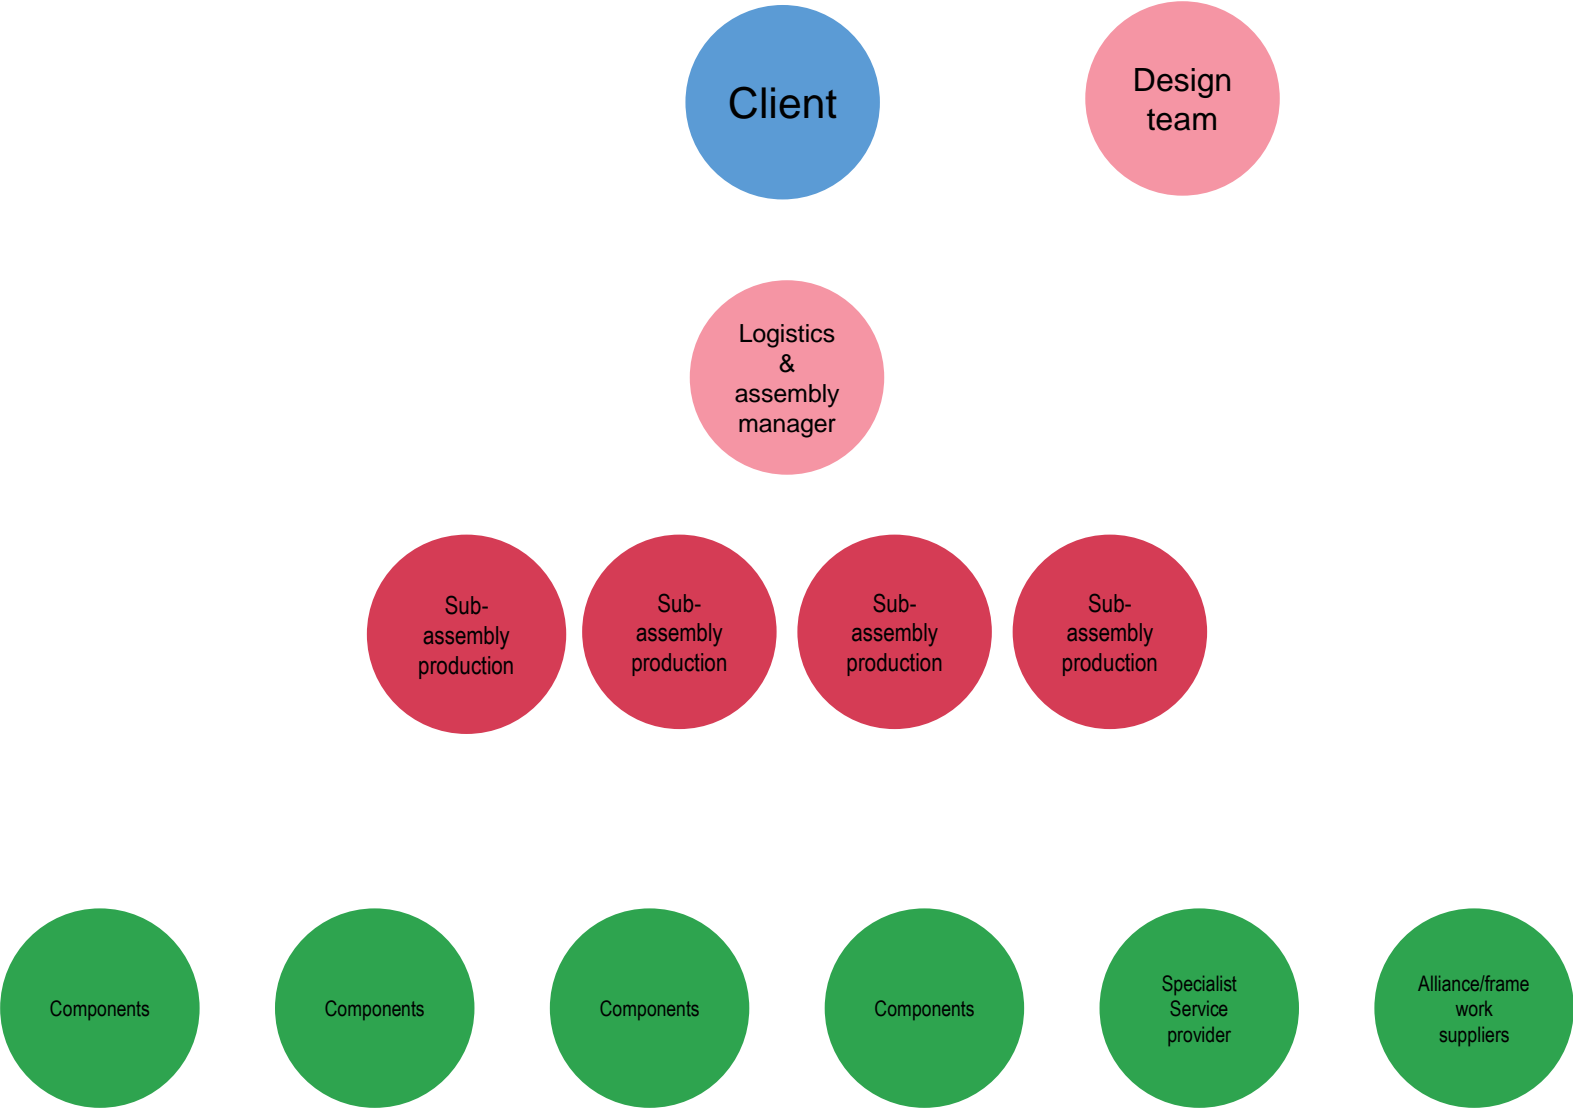 Client
Design
team
Logistics
&
assembly
manager
Sub-
assembly
production
Sub-
assembly
production
Sub-
assembly
production
Sub-
assembly
production
Components
Components
Components
Components
Specialist
Service
provider
Alliance/frame
work
suppliers